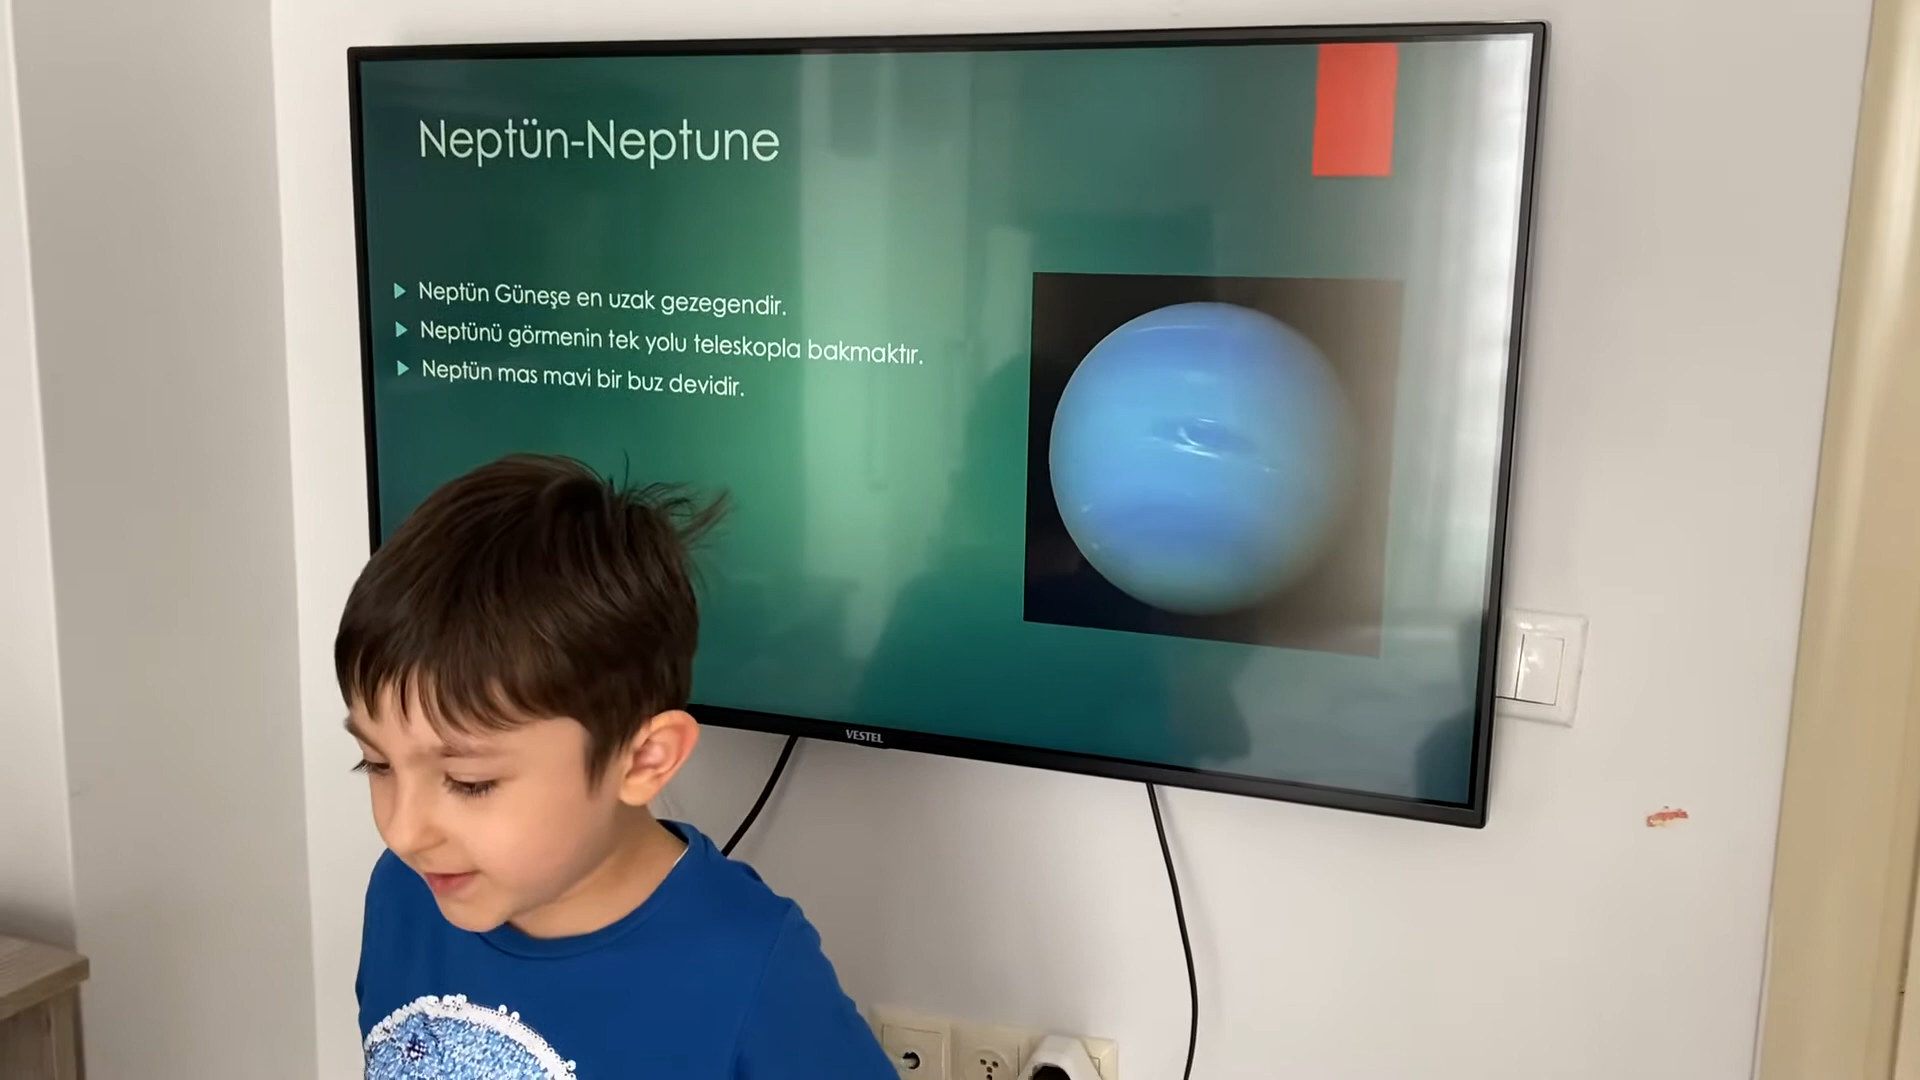 Neptün-Neptune
Neptün Güneşe en uzak gezegendir.
Neptünü görmenin tek yolu teleskopla bakmaktır.
Neptün mas mavi bir buz devidir.
VESTEL